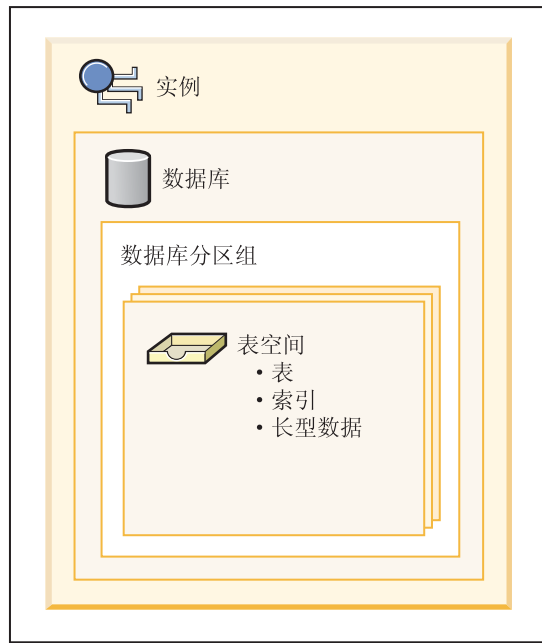 实例
数据库
数据库分区组
表空间
• 表
• 索引
• 长型数据